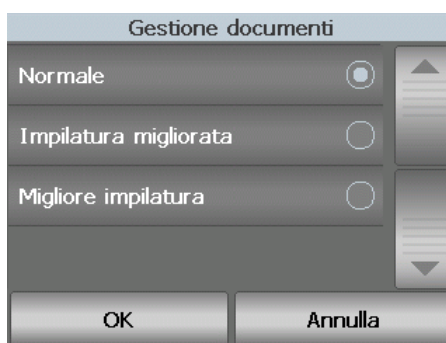 Gestione documenti
Normale
Impilatura migliorata
Migliore impilatura
OK
Annulla